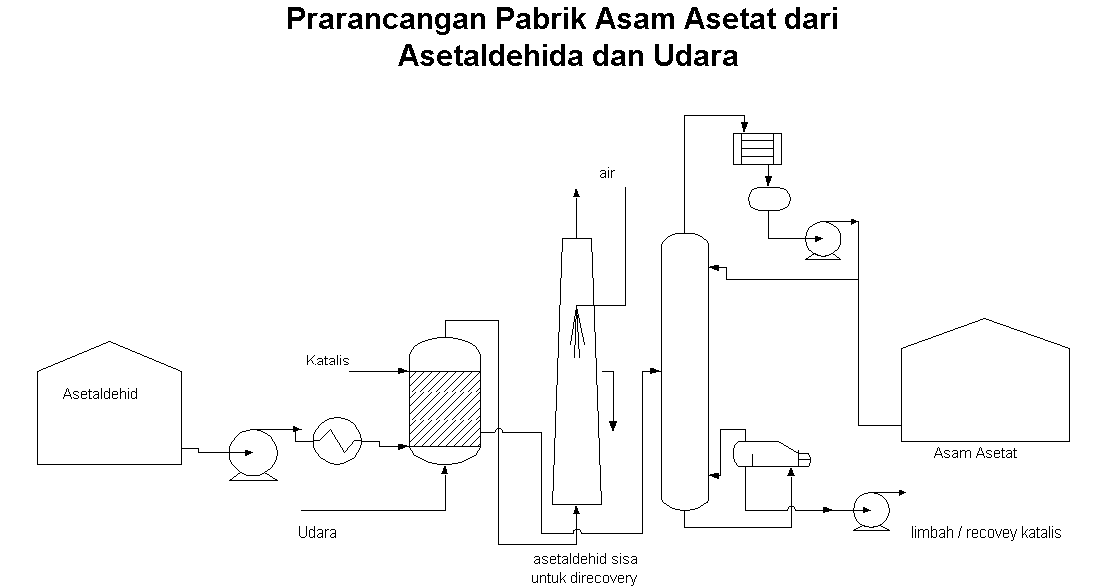 Prarancangan Pabrik Asam Asetat dari
Asetaldehida dan Udara
air
Katalis
Asetaldehid
Asam Asetat
Udara
limbah / recovey katalis
asetaldehid sisa
untuk direcovery